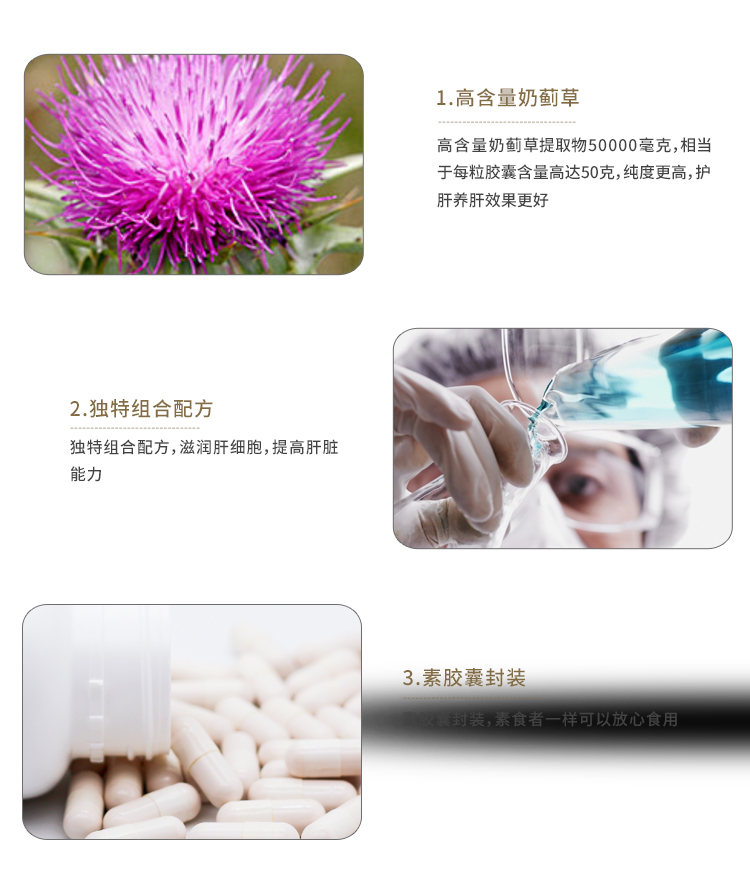 1.高含量奶蓟草
高含量奶蓟草提取物50000毫克,相当
于每粒胶囊含量高达50克,纯度更高,护
肝养肝效果更好
2.独特组合配方
独特组合配方,滋润肝细胞,提高肝脏
能力
3.素胶囊封装
胶囊封装,素食者一样可以放心食用